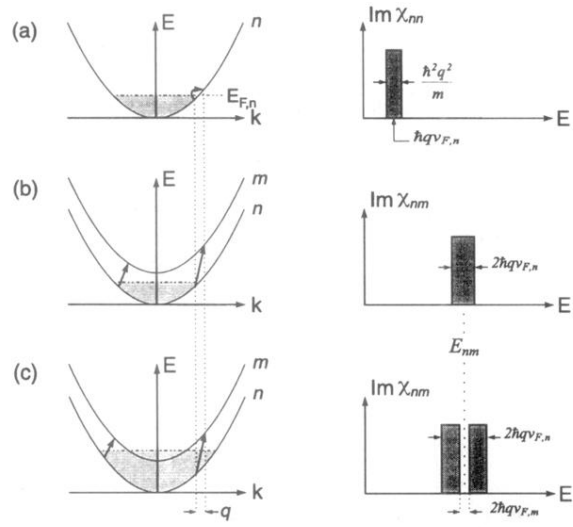 (a)
E
n
E_{F,n}
k
Im χ_{nn}
ħ²q²
m
ħqv_{F,n}
E
(b)
E
m
n
k
Im χ_{nm}
2ħqv_{F,n}
E
E_{nm}
(c)
E
m
n
k
q
Im χ_{nm}
2ħqv_{F,n}
E
2ħqv_{F,m}